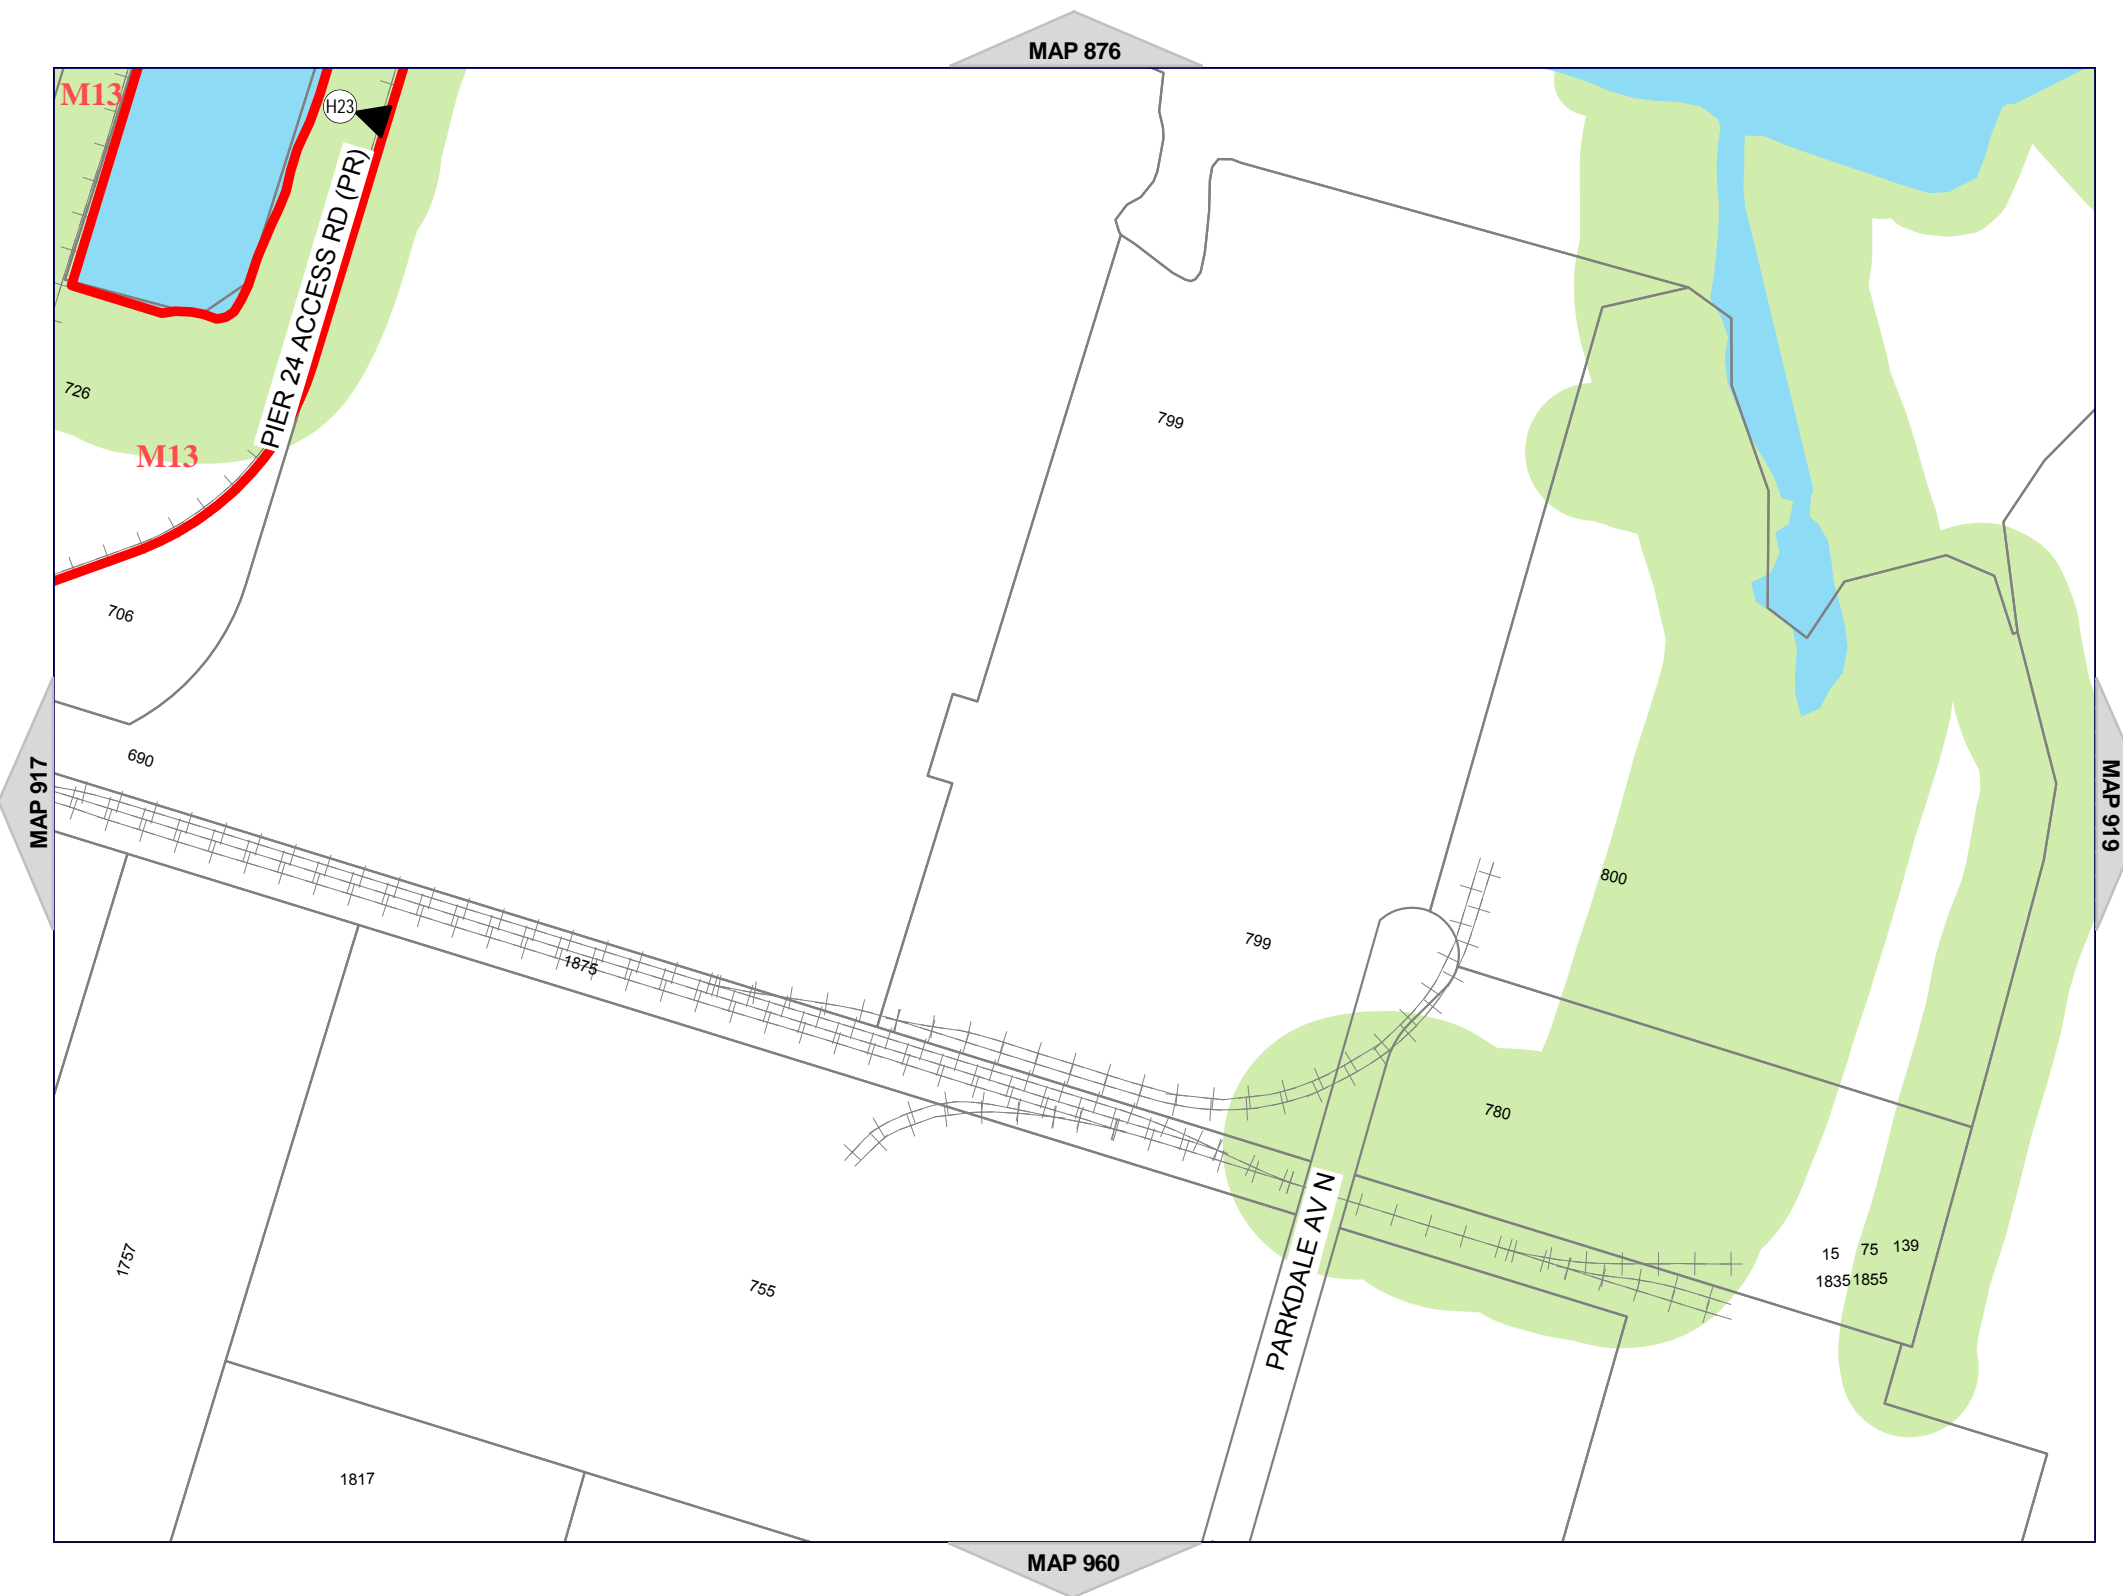 MAP 876
M13
H23
PIER 24 ACCESS RD (PR)
726
799
M13
706
690
MAP 917
MAP 919
800
799
1875
780
PARKDALE AV N
15 75 139
1835 1855
1757
755
1817
MAP 960